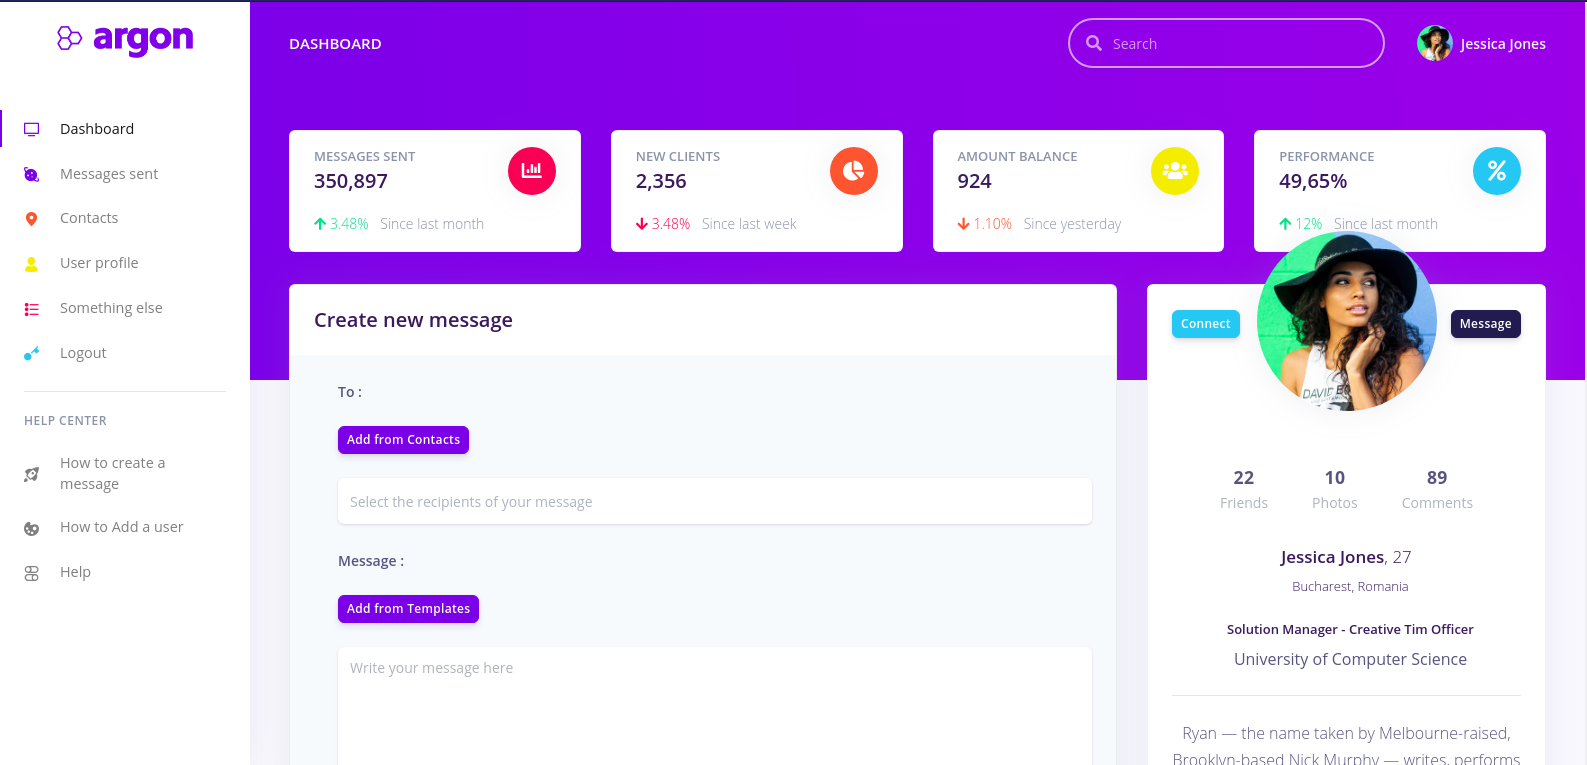 argon
Dashboard
Messages sent
Contacts
User profile
Something else
Logout
HELP CENTER
How to create a
message
How to Add a user
Help
DASHBOARD
Search
Jessica Jones
MESSAGES SENT
350,897
3.48% Since last month
NEW CLIENTS
2,356
3.48% Since last week
AMOUNT BALANCE
924
1.10% Since yesterday
PERFORMANCE
49,65%
12% Since last month
Create new message
To :
Add from Contacts
Select the recipients of your message
Message :
Add from Templates
Write your message here
Connect
Message
DAVID
22 10 89
Friends Photos Comments
Jessica Jones, 27
Bucharest, Romania
Solution Manager - Creative Tim Officer
University of Computer Science
Ryan — the name taken by Melbourne-raised,
Brooklyn-based Nick Murphy — writes, performs